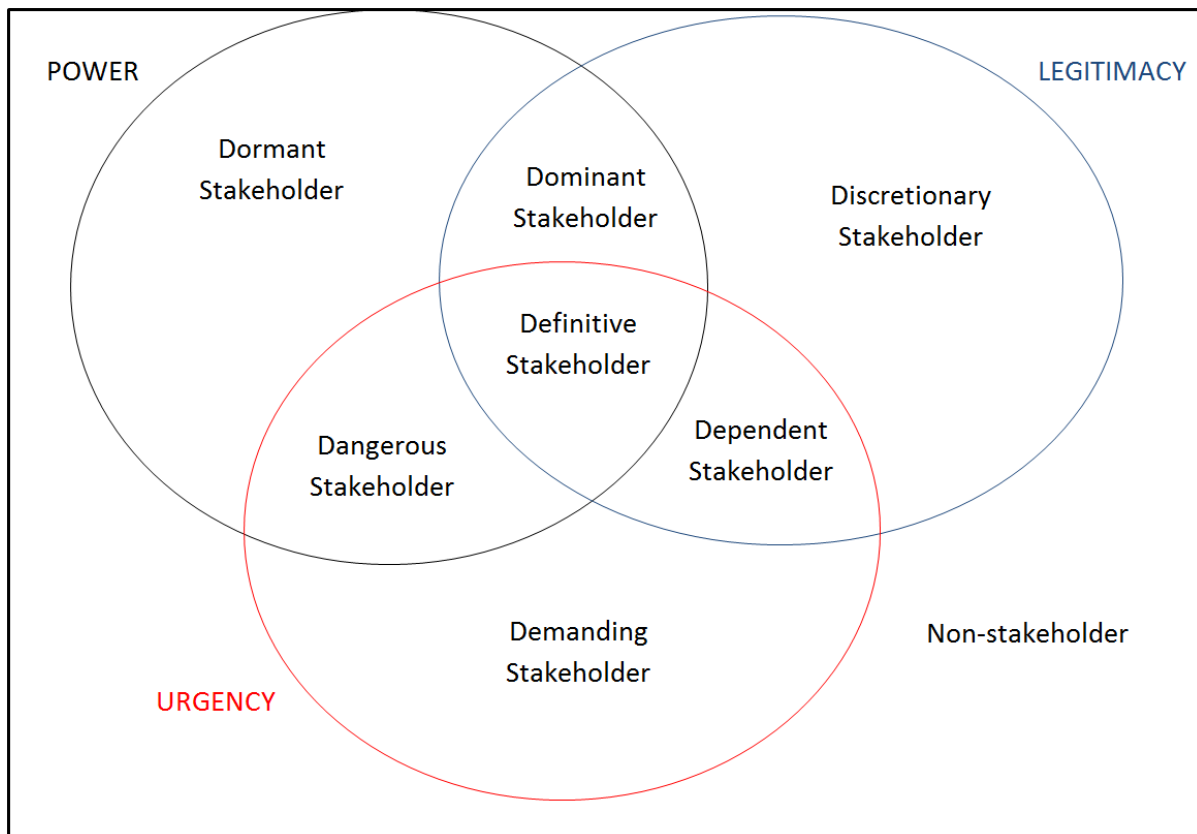 POWER
LEGITIMACY
Dormant
Stakeholder
Dominant
Stakeholder
Discretionary
Stakeholder
Definitive
Stakeholder
Dangerous
Stakeholder
Dependent
Stakeholder
Demanding
Stakeholder
Non-stakeholder
URGENCY